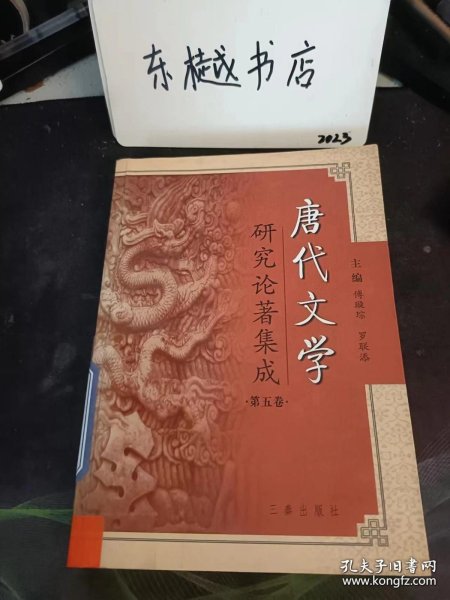 东樾书店
2023
唐代文学
研究论著集成
·第五卷·
主编 傅璇琮 罗联添
三秦出版社
孔夫子旧书网
www.kongfz.com